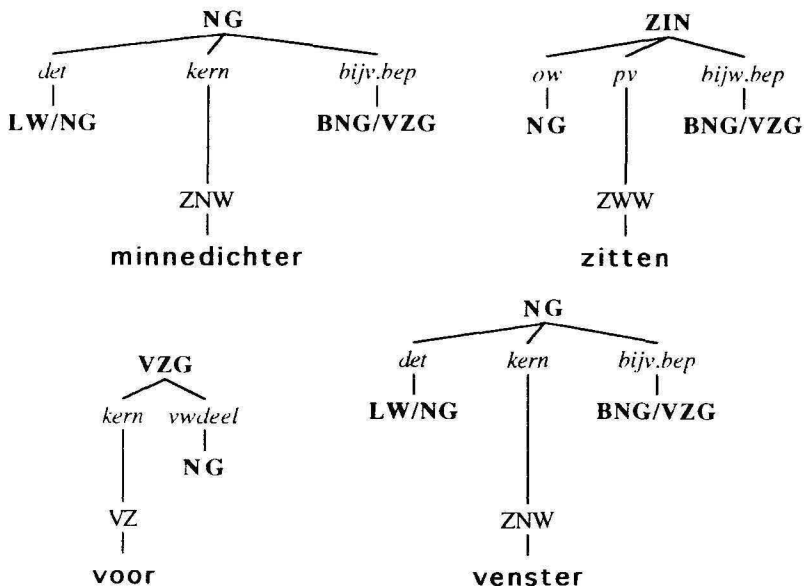 NG
det kern bijv.bep
LW/NG BNG/VZG
ZNW
minnedichter
ZIN
ow pv bijw.bep
NG BNG/VZG
ZWW
zitten
VZG
kern vwdeel
NG
VZ
voor
NG
det kern bijv.bep
LW/NG BNG/VZG
ZNW
venster